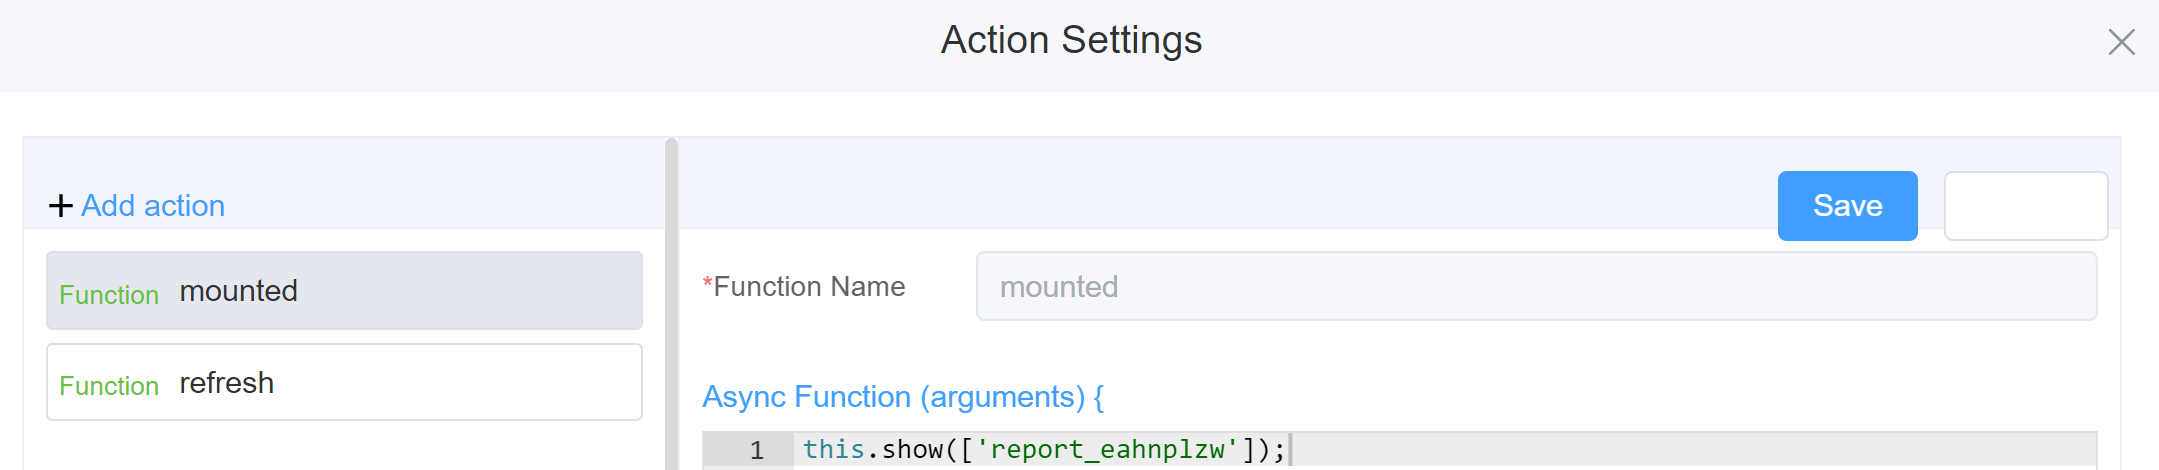 Action Settings
+ Add action
Save
Function mounted
*Function Name mounted
Function refresh
Async Function (arguments) {
1 this.show(['report_eahnplzw']);